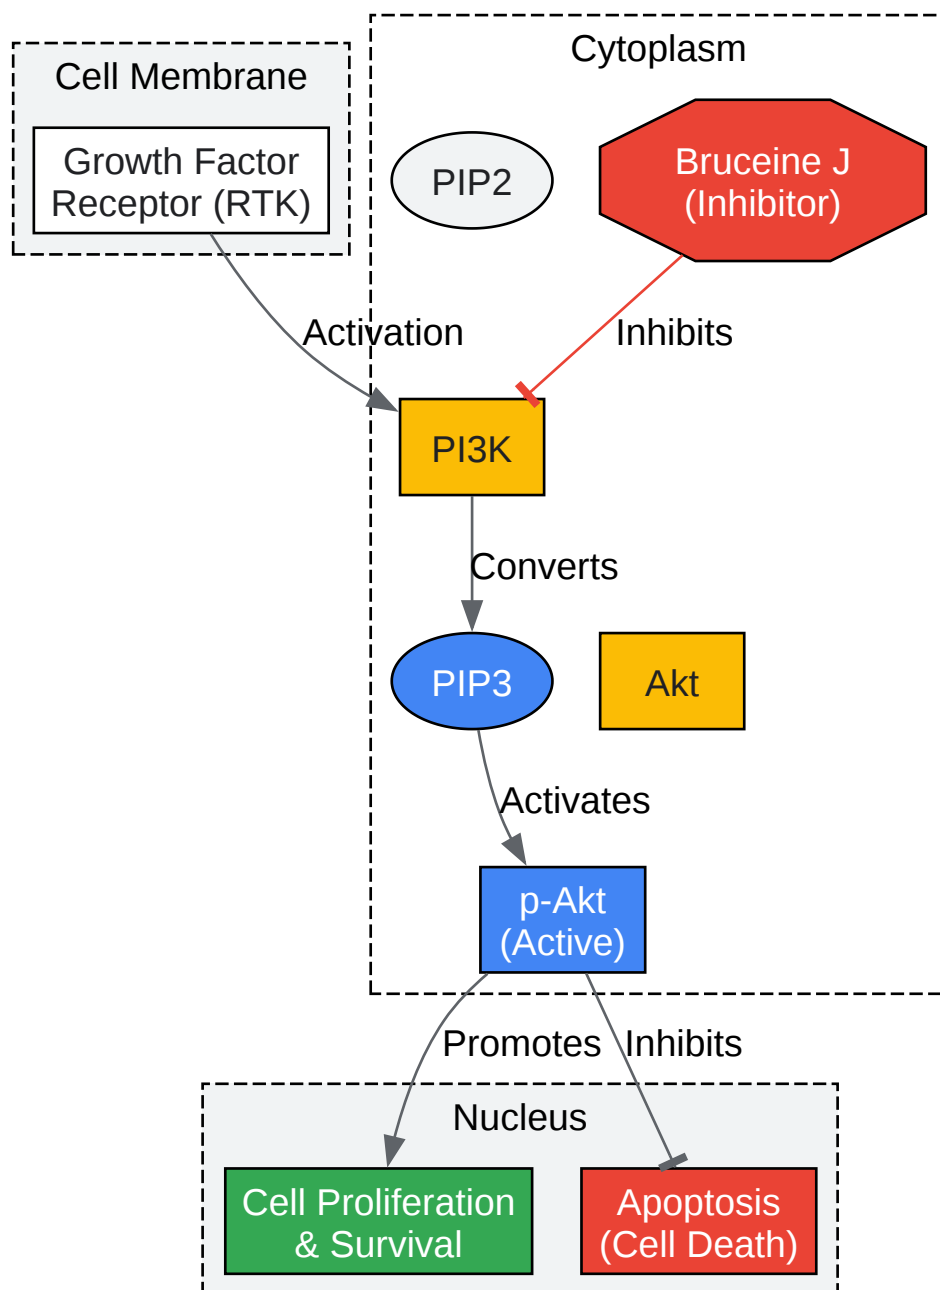 Cytoplasm
Cell Membrane
Growth Factor
Receptor (RTK)
PIP2
Bruceine J
(Inhibitor)
Activation
Inhibits
PI3K
Converts
PIP3
Akt
Activates
p-Akt
(Active)
Promotes
Inhibits
Nucleus
Cell Proliferation
& Survival
Apoptosis
(Cell Death)